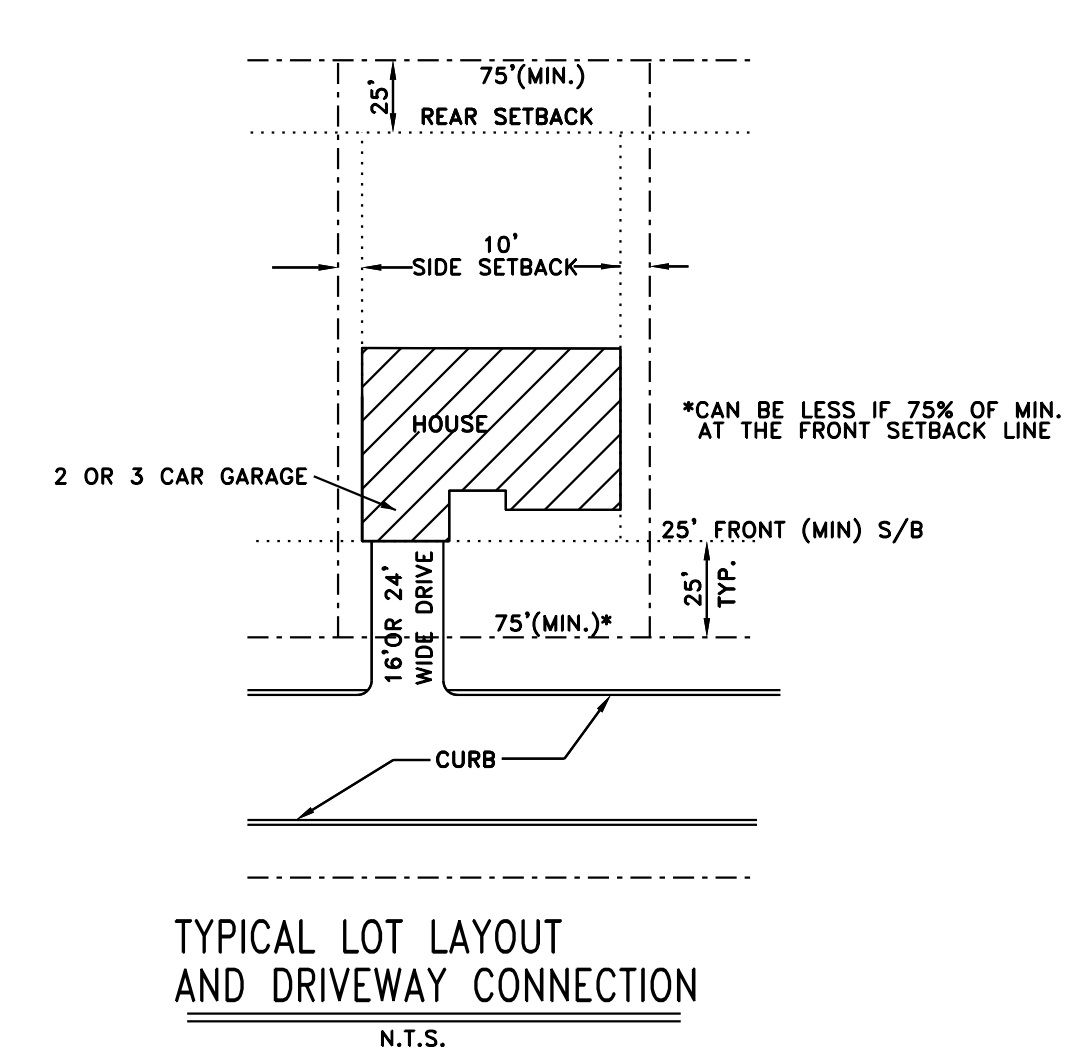 75'(MIN.)
25'
REAR SETBACK
10'
SIDE SETBACK
*CAN BE LESS IF 75% OF MIN.
AT THE FRONT SETBACK LINE
HOUSE
2 OR 3 CAR GARAGE
25' FRONT (MIN) S/B
25'
TYP.
16'OR 24'
WIDE DRIVE
75'(MIN.)*
CURB
TYPICAL LOT LAYOUT
AND DRIVEWAY CONNECTION
N.T.S.